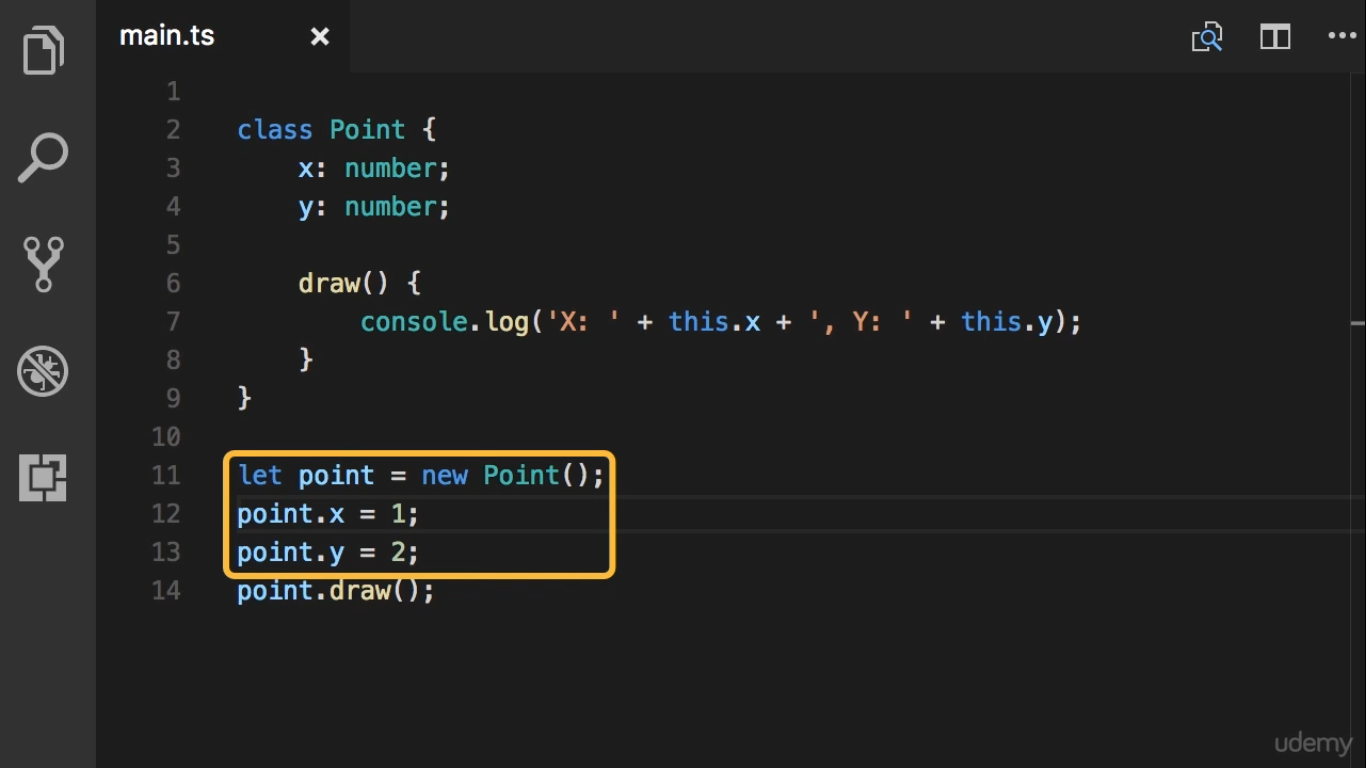 main.ts
1
2 class Point {
3 x: number;
4 y: number;
5
6 draw() {
7 console.log('X: ' + this.x + ', Y: ' + this.y);
8 }
9 }
10
11 let point = new Point();
12 point.x = 1;
13 point.y = 2;
14 point.draw();
udemy